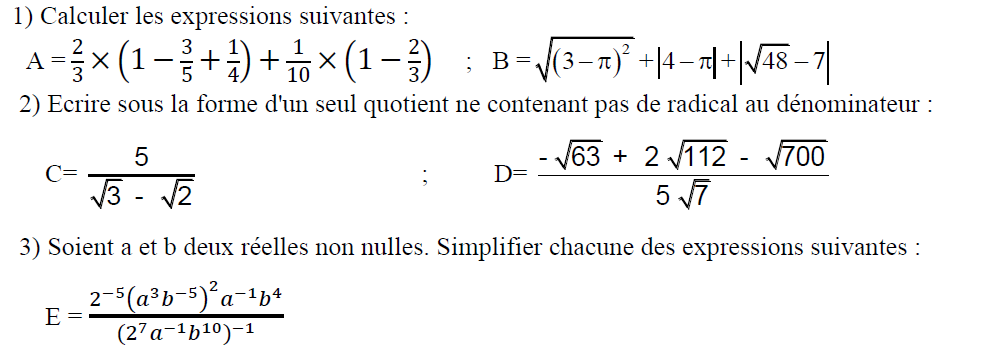 1) Calculer les expressions suivantes :
A = 2/3 × (1 − 3/5 + 1/4) + 1/10 × (1 − 2/3) ; B = √((3 − π)²) + |4 − π| + |√48 − 7|
2) Ecrire sous la forme d'un seul quotient ne contenant pas de radical au dénominateur :
C= 5/(√3 - √2) ; D= (-√63 + 2√112 - √700)/(5√7)
3) Soient a et b deux réelles non nulles. Simplifier chacune des expressions suivantes :
E = (2⁻⁵(a³b⁻⁵)²a⁻¹b⁴)/((2⁷a⁻¹b¹⁰)⁻¹)